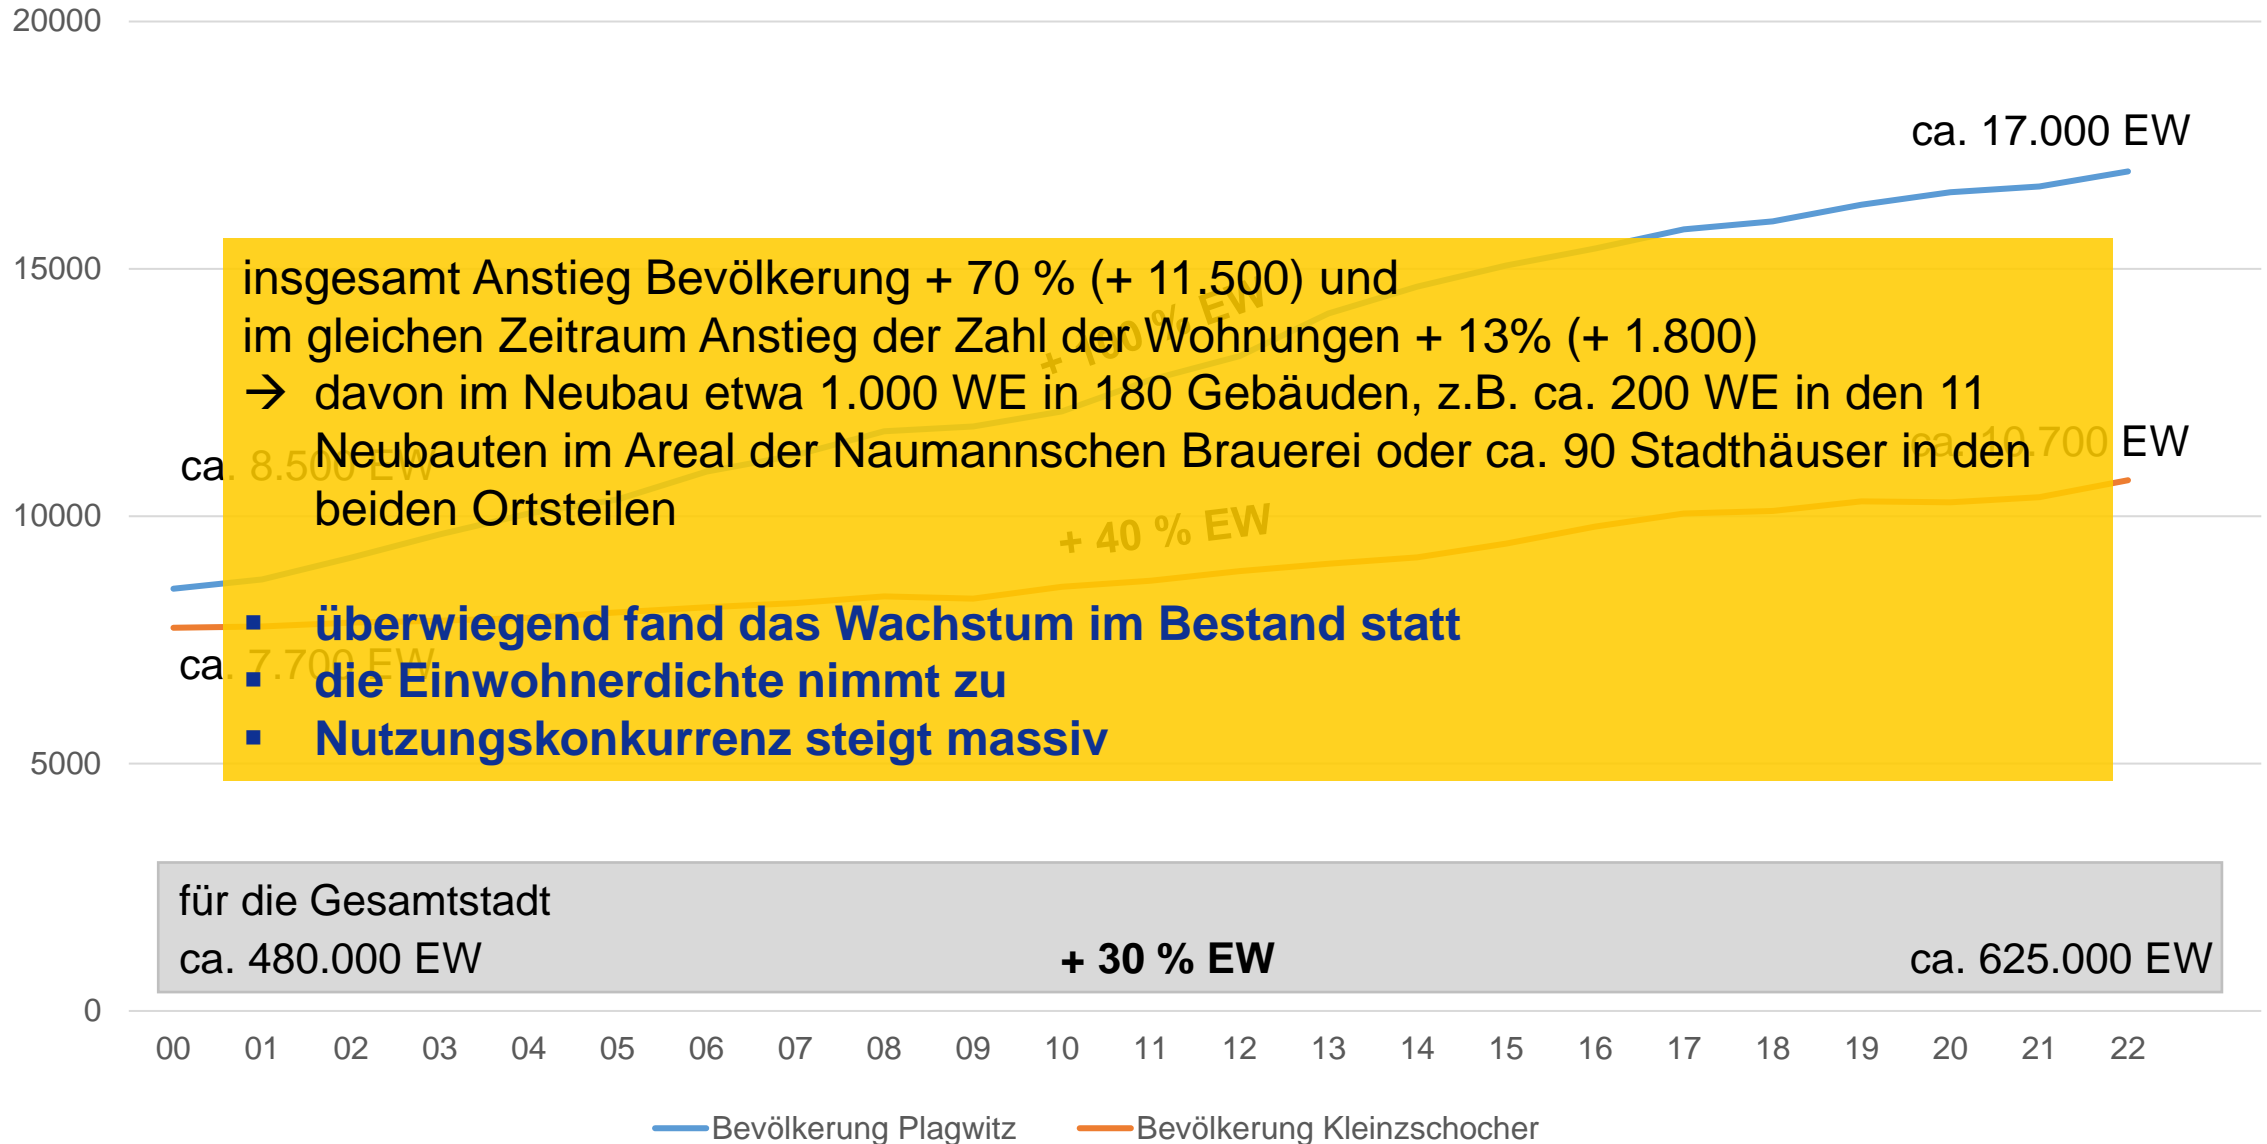 20000
ca. 17.000 EW
15000
insgesamt Anstieg Bevölkerung + 70 % (+ 11.500) und
+ 100 % EW
im gleichen Zeitraum Anstieg der Zahl der Wohnungen + 13% (+ 1.800)
→ davon im Neubau etwa 1.000 WE in 180 Gebäuden, z.B. ca. 200 WE in den 11
Neubauten im Areal der Naumannschen Brauerei oder ca. 90 Stadthäuser in den
beiden Ortsteilen
ca. 8.500 EW
ca. 10.700 EW
10000
+ 40 % EW
▪ überwiegend fand das Wachstum im Bestand statt
ca. 7.700 EW
▪ die Einwohnerdichte nimmt zu
▪ Nutzungskonkurrenz steigt massiv
5000
für die Gesamtstadt
ca. 480.000 EW + 30 % EW ca. 625.000 EW
0
00 01 02 03 04 05 06 07 08 09 10 11 12 13 14 15 16 17 18 19 20 21 22
Bevölkerung Plagwitz Bevölkerung Kleinzschocher